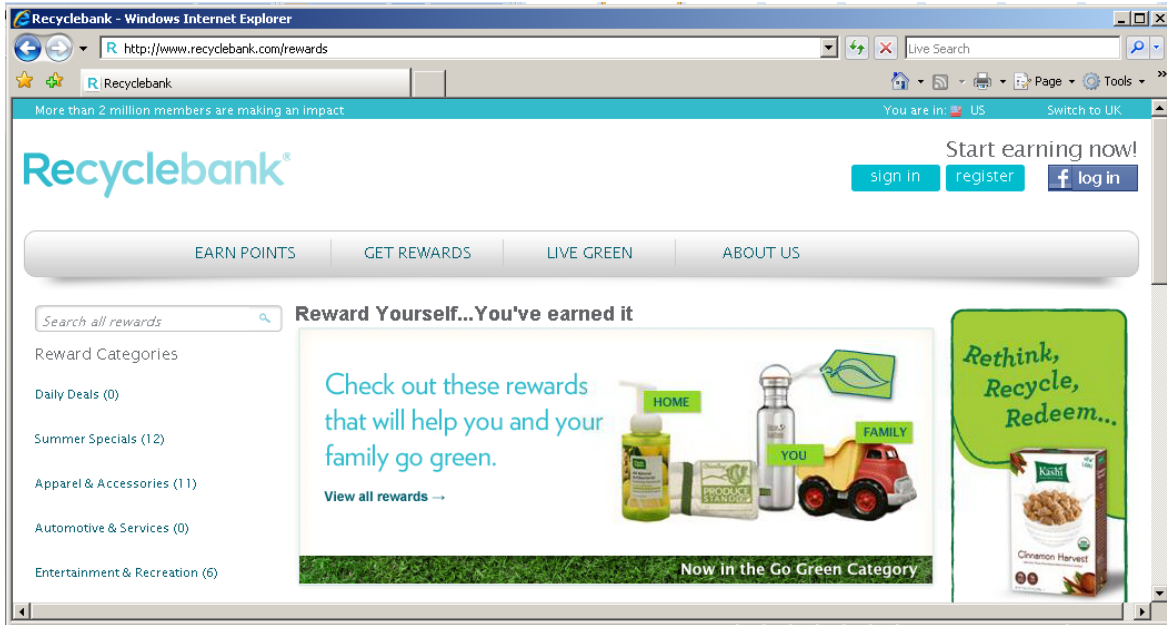 Recyclebank - Windows Internet Explorer
R http://www.recyclebank.com/rewards
Live Search
R Recyclebank
Page Tools
More than 2 million members are making an impact
You are in: US Switch to UK
Recyclebank®
Start earning now!
sign in register f log in
EARN POINTS GET REWARDS LIVE GREEN ABOUT US
Search all rewards
Reward Categories
Daily Deals (0)
Summer Specials (12)
Apparel & Accessories (11)
Automotive & Services (0)
Entertainment & Recreation (6)
Reward Yourself...You've earned it
Check out these rewards
that will help you and your
family go green.
View all rewards →
HOME
YOU
FAMILY
PRODUCE
STAND
Now in the Go Green Category
Rethink,
Recycle,
Redeem...
Kashi
Cinnamon Harvest